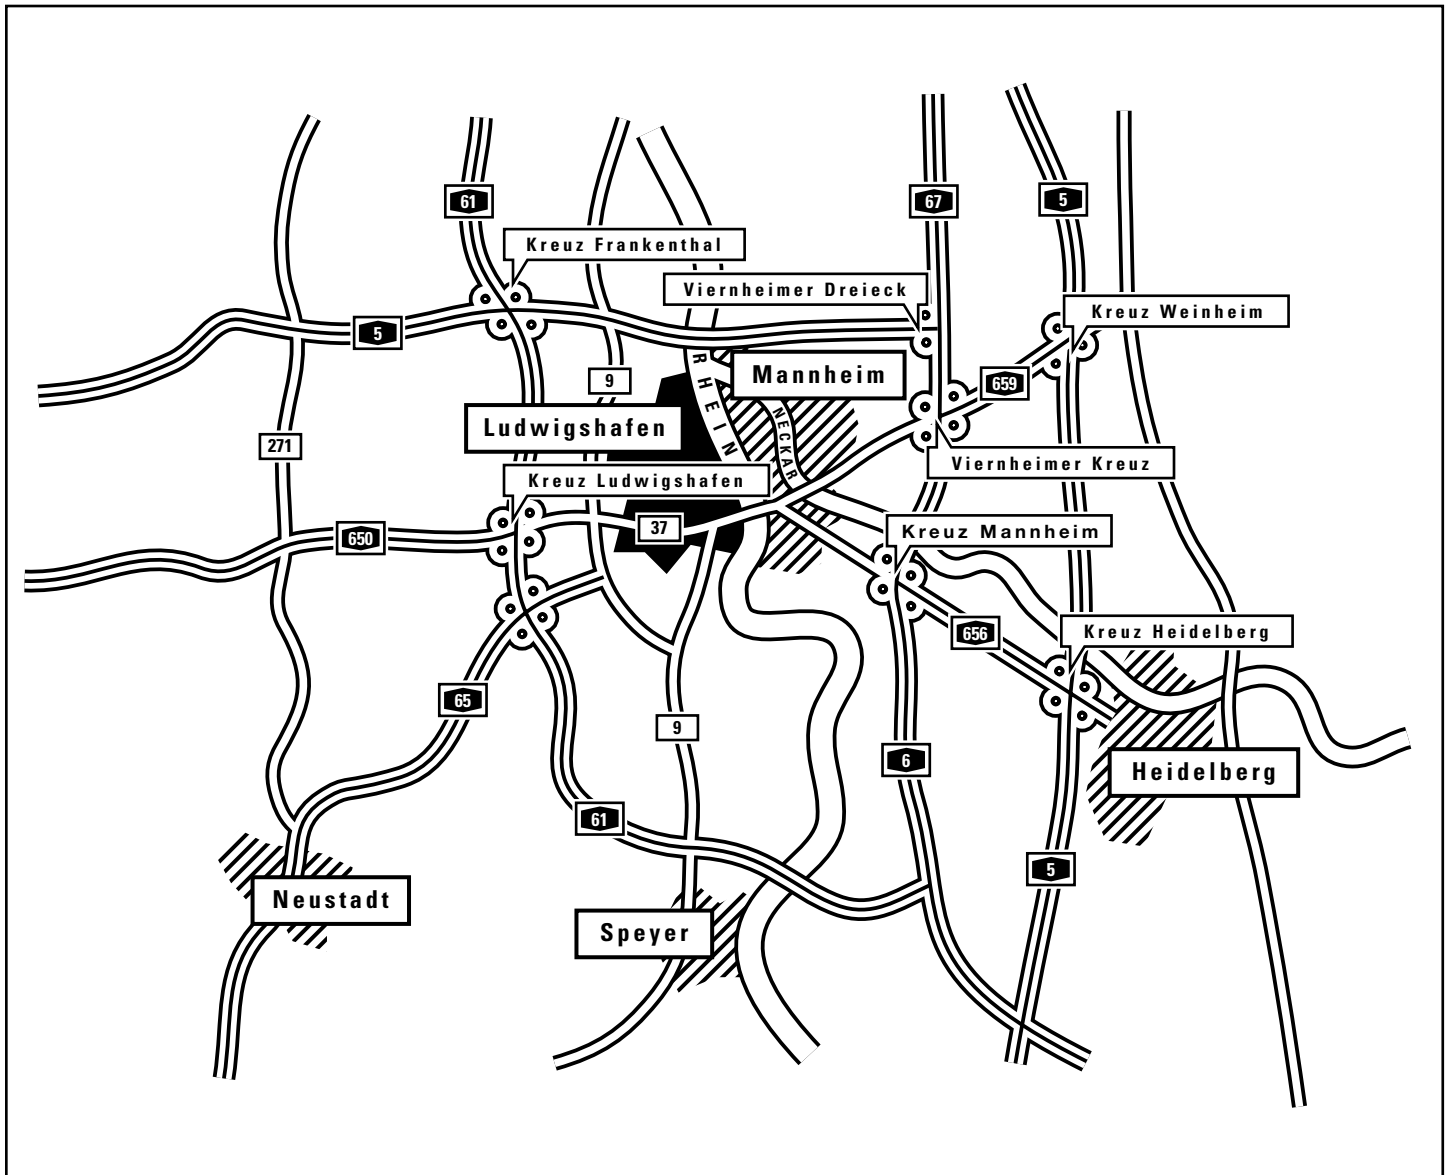 61
67
5
Kreuz Frankenthal
Viernheimer Dreieck
Kreuz Weinheim
5
RHEIN
Mannheim
9
659
NECKAR
Ludwigshafen
271
Viernheimer Kreuz
Kreuz Ludwigshafen
650
37
Kreuz Mannheim
656
Kreuz Heidelberg
65
9
6
Heidelberg
61
5
Neustadt
Speyer